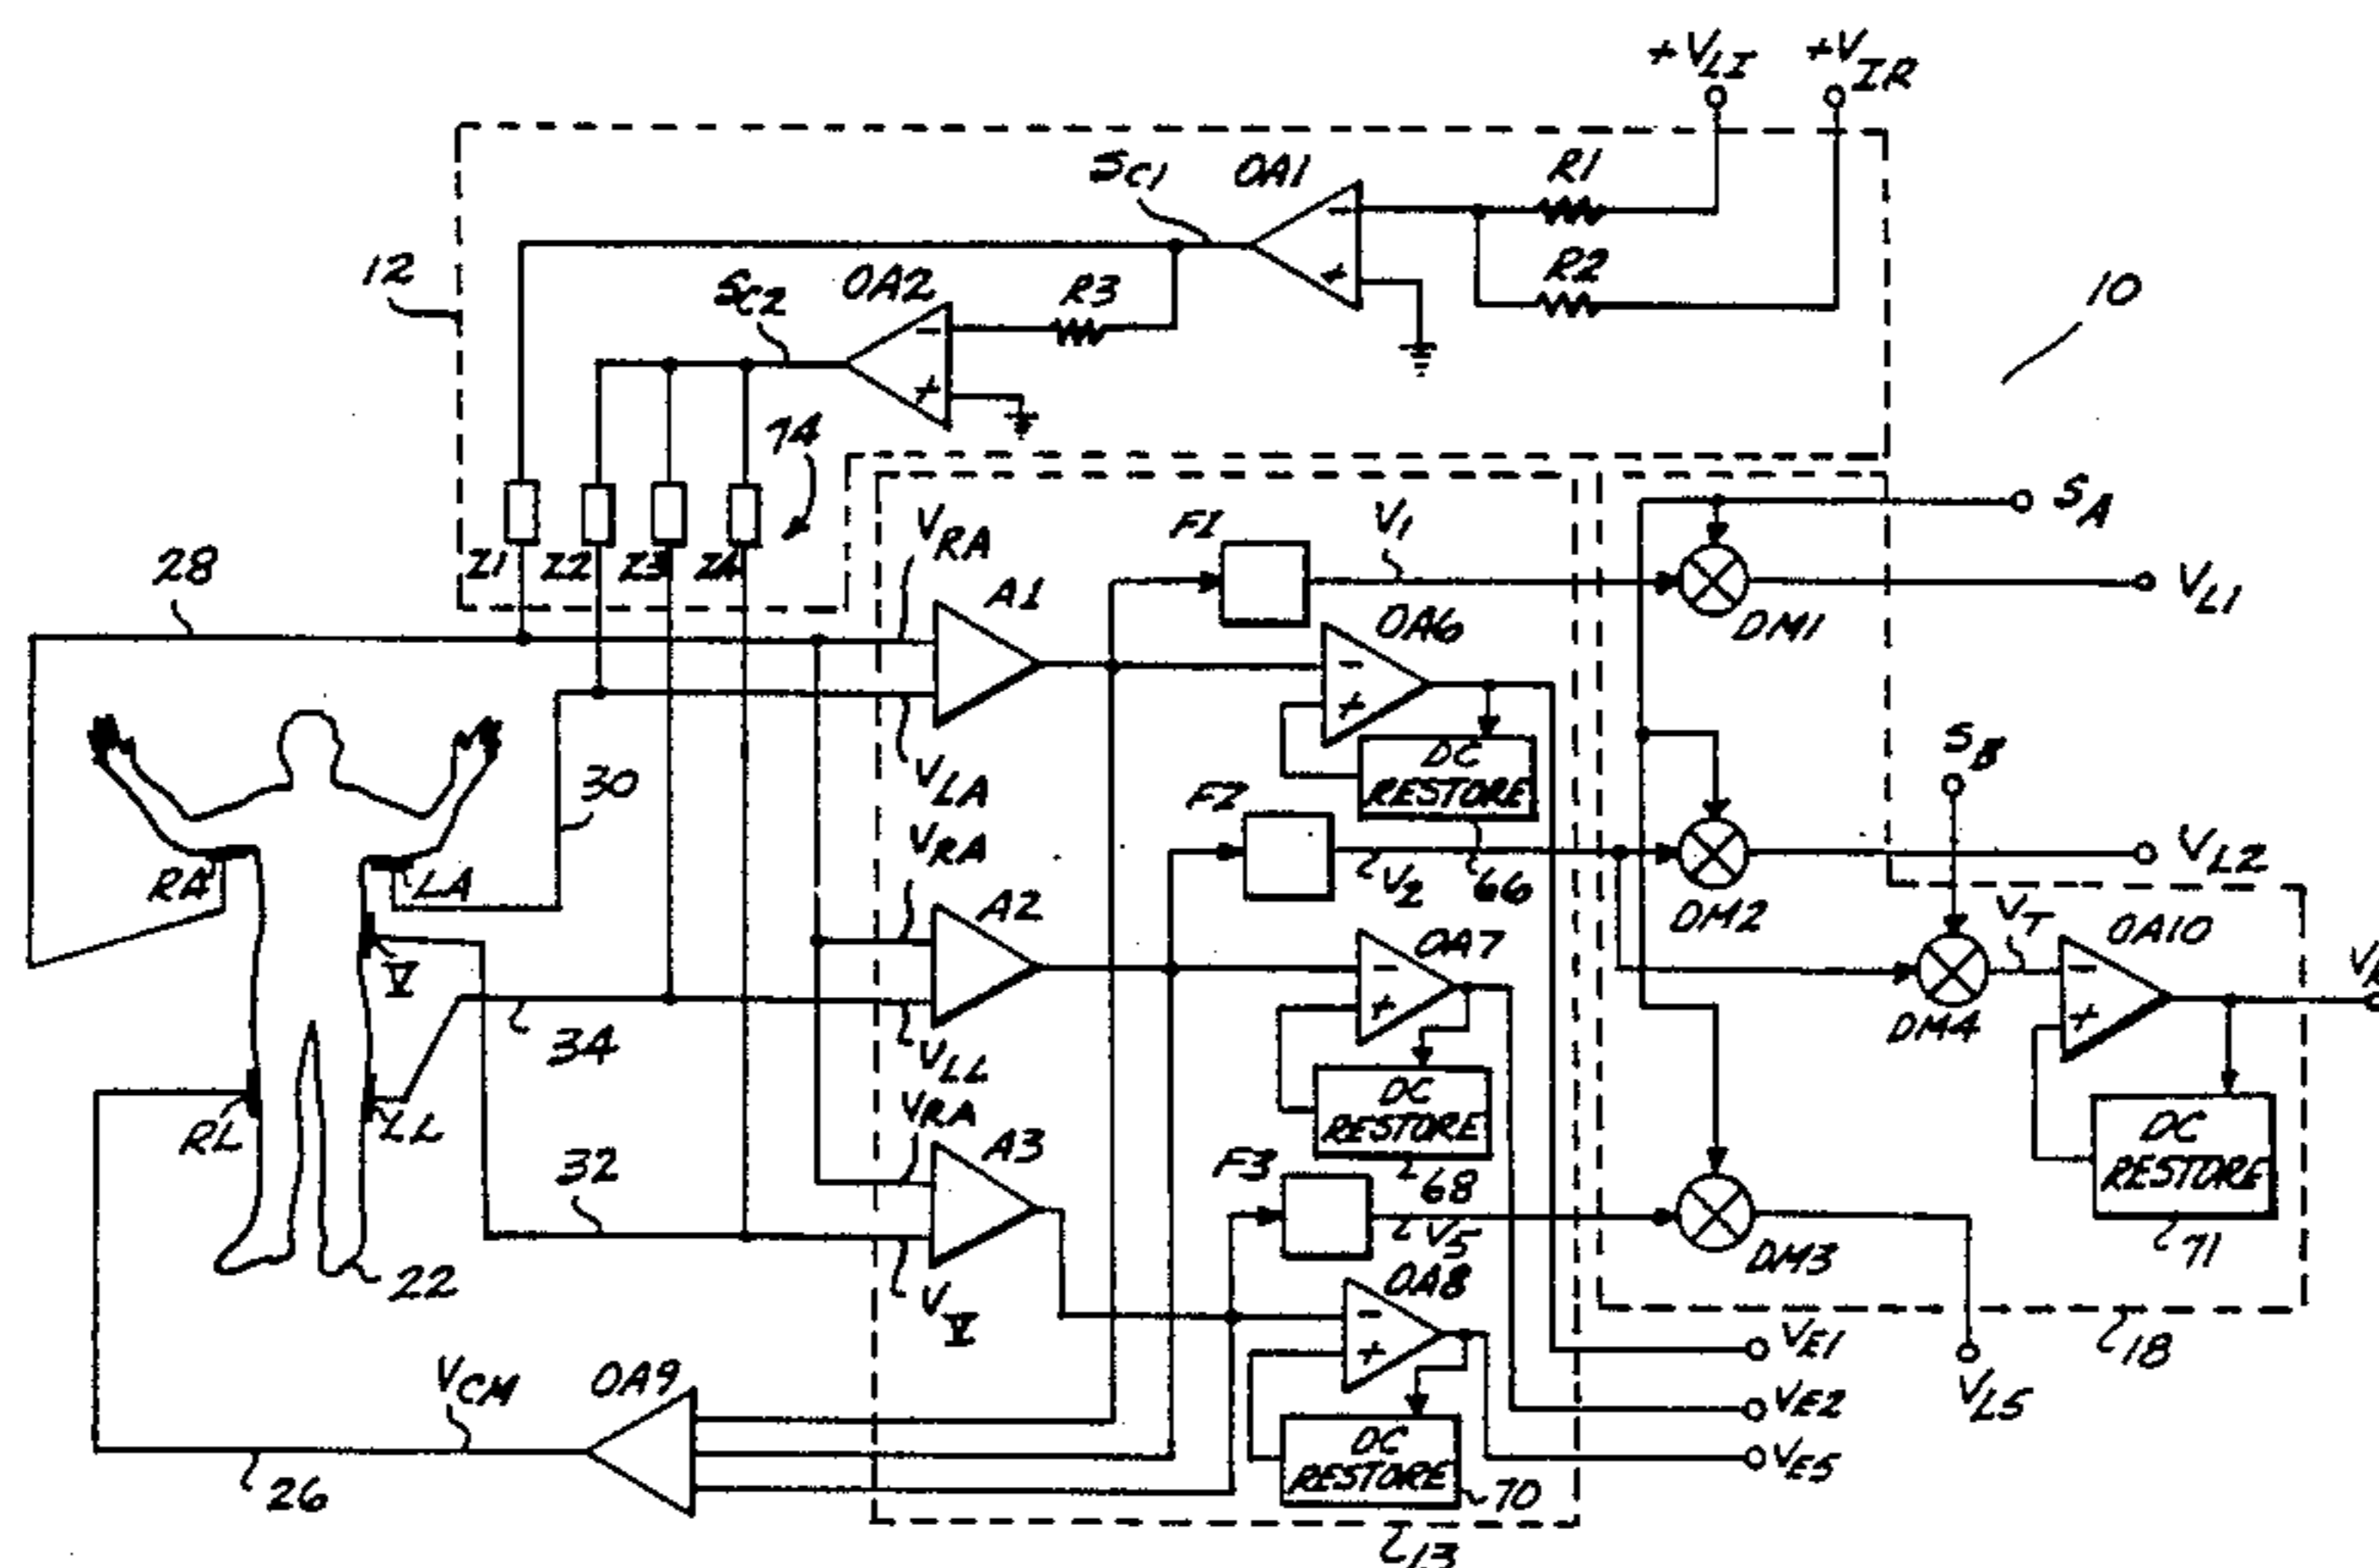 +VLI +VIR
SC1 OA1 R1
12 SC2 OA2 R3 R2 10
74
Z1 Z2 Z3 Z4
28
VRA A1 F1 V1 SA
VL1
DM1
OA6
VLA
DC
RESTORE
66
30
RA LA
V
VRA A2 F2 V2 DM2 SB VL2
OA7 DM4 VT OA10
34 VLL
DC
RESTORE
68
DC
RESTORE
71
RL LL
VRA A3 F3 V5 DM3
32
22
VV
OA8
18
VL5
VCM OA9
26
DC
RESTORE
70
VE1
VE2
VE5
13
- + - + - + - + - + - +